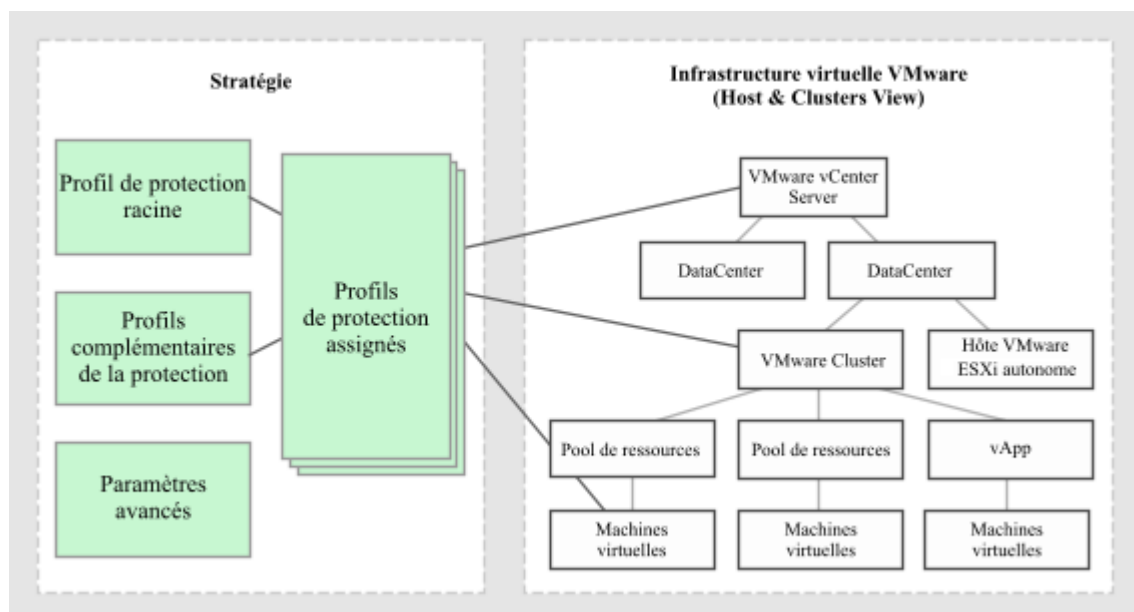 Stratégie
Profil de protection
racine
Profils
complémentaires
de la protection
Paramètres
avancés
Profils
de protection
assignés
Infrastructure virtuelle VMware
(Host & Clusters View)
VMware vCenter
Server
DataCenter
DataCenter
VMware Cluster
Hôte VMware
ESXi autonome
Pool de ressources
Pool de ressources
vApp
Machines
virtuelles
Machines
virtuelles
Machines
virtuelles